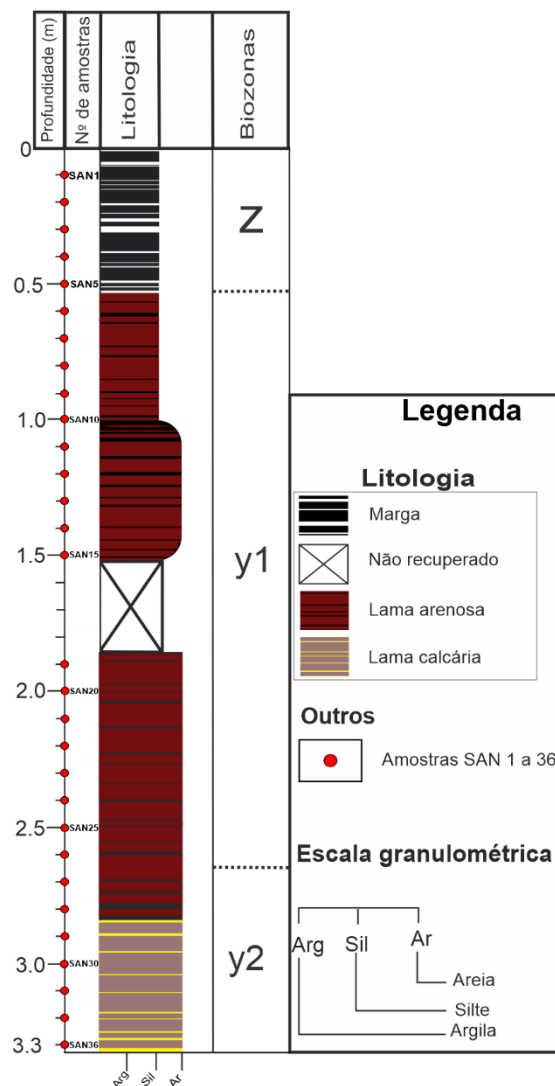 Profundidade (m)
Nº de amostras
Litologia
Biozonas
0
SAN1
Z
0.5
SAN5
1.0
SAN10
1.5
SAN15
y1
2.0
SAN20
2.5
SAN25
y2
3.0
SAN30
3.3
SAN36
Arg
Sil
Ar
Legenda
Litologia
Marga
Não recuperado
Lama arenosa
Lama calcária
Outros
Amostras SAN 1 a 36
Escala granulométrica
Arg Sil Ar
Areia
Silte
Argila